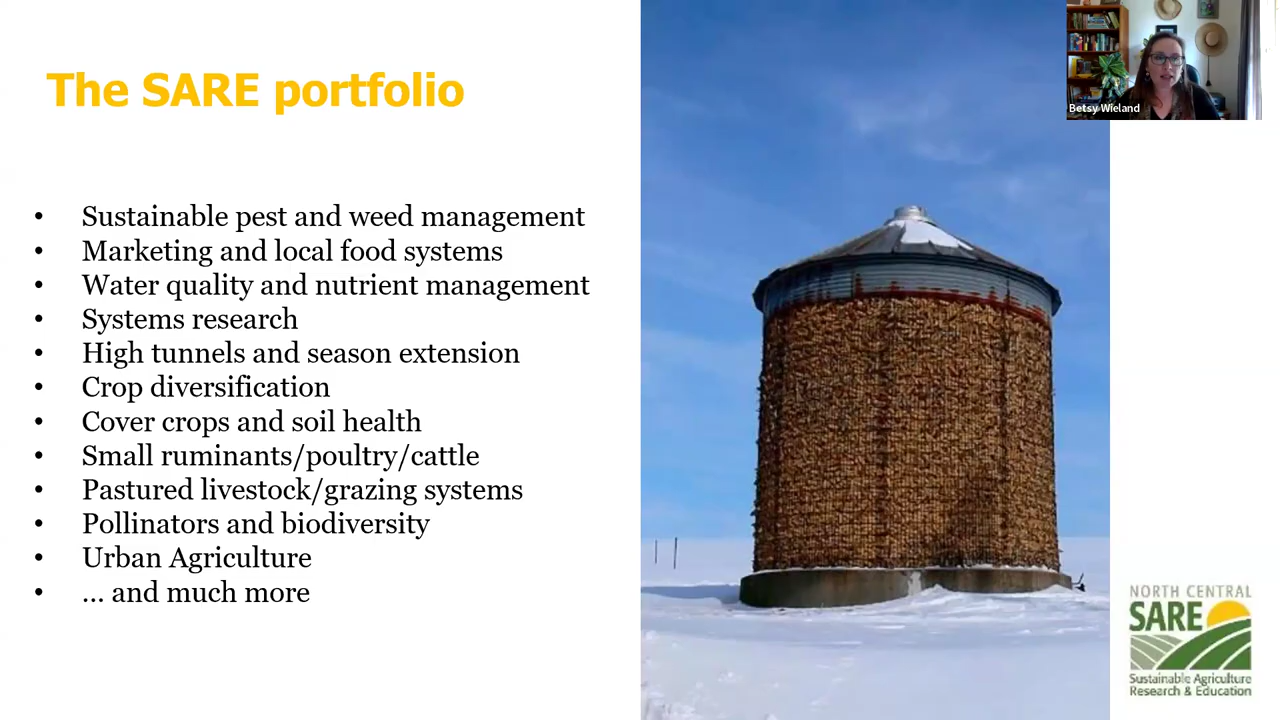 Betsy Wieland
The SARE portfolio
• Sustainable pest and weed management
• Marketing and local food systems
• Water quality and nutrient management
• Systems research
• High tunnels and season extension
• Crop diversification
• Cover crops and soil health
• Small ruminants/poultry/cattle
• Pastured livestock/grazing systems
• Pollinators and biodiversity
• Urban Agriculture
• ... and much more
NORTH CENTRAL
SARE
Sustainable Agriculture
Research & Education